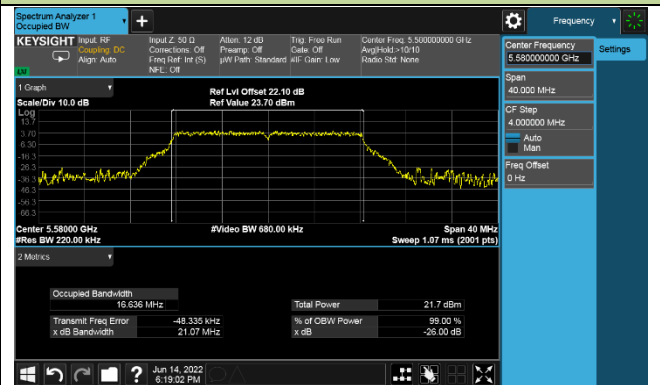 Spectrum Analyzer 1
Occupied BW
Frequency
KEYSIGHT
Input: RF
Coupling: DC
Align: Auto
Input Z: 50 Ω
Corrections: Off
Freq Ref: Int (S)
NFE: Off
Atten: 12 dB
Preamp: Off
µW Path: Standard
Trig: Free Run
Gate: Off
#IF Gain: Low
Center Freq: 5.580000000 GHz
Avg|Hold:>10/10
Radio Std: None
LXI
Center Frequency
5.580000000 GHz
Settings
Span
40.000 MHz
CF Step
4.000000 MHz
Auto
Man
Freq Offset
0 Hz
1 Graph
Scale/Div 10.0 dB
Ref Lvl Offset 22.10 dB
Ref Value 23.70 dBm
Log
13.7
3.70
-6.30
-16.3
-26.3
-36.3
-46.3
-56.3
-66.3
Center 5.58000 GHz
#Res BW 220.00 kHz
#Video BW 680.00 kHz
Span 40 MHz
Sweep 1.07 ms (2001 pts)
2 Metrics
Occupied Bandwidth
16.636 MHz
Total Power 21.7 dBm
Transmit Freq Error -48.335 kHz
% of OBW Power 99.00 %
x dB Bandwidth 21.07 MHz
x dB -26.00 dB
Jun 14, 2022
6:19:02 PM